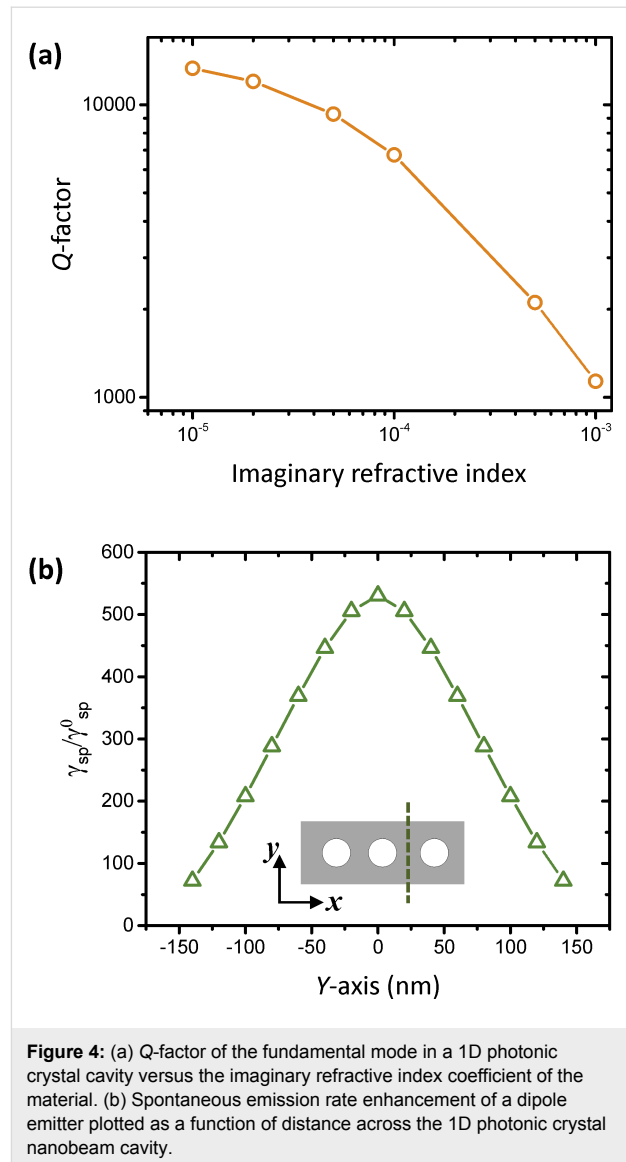 (a)
10000
1000
Q-factor
10⁻⁵ 10⁻⁴ 10⁻³
Imaginary refractive index
(b)
600
500
400
300
200
100
0
γsp/γ⁰sp
y
x
-150 -100 -50 0 50 100 150
Y-axis (nm)
Figure 4: (a) Q-factor of the fundamental mode in a 1D photonic
crystal cavity versus the imaginary refractive index coefficient of the
material. (b) Spontaneous emission rate enhancement of a dipole
emitter plotted as a function of distance across the 1D photonic crystal
nanobeam cavity.